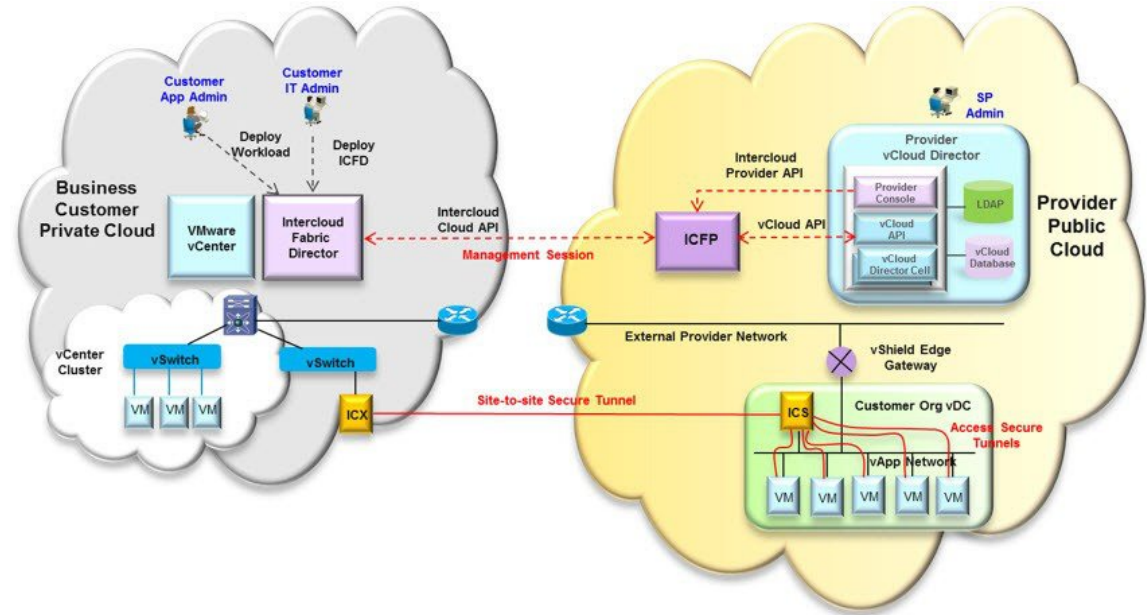 Customer
App Admin
Customer
IT Admin
Deploy
Workload
Deploy
ICFD
Business
Customer
Private Cloud
VMware
vCenter
Intercloud
Fabric
Director
Intercloud
Cloud API
Management Session
vCenter
Cluster
vSwitch
vSwitch
VM
VM
VM
ICX
Site-to-site Secure Tunnel
SP
Admin
Provider
vCloud Director
Intercloud
Provider API
Provider
Console
LDAP
ICFP
vCloud API
vCloud
API
vCloud
Director Cell
vCloud
Database
Provider
Public
Cloud
External Provider Network
vShield Edge
Gateway
Customer Org vDC
ICS
Access Secure
Tunnels
vApp Network
VM
VM
VM
VM
VM